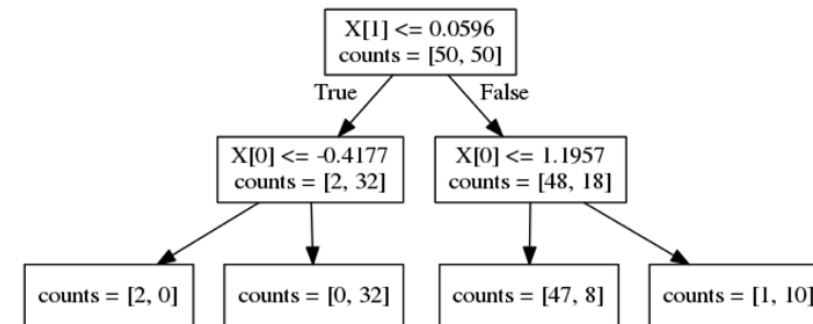 X[1] <= 0.0596
counts = [50, 50]
True
False
X[0] <= -0.4177
counts = [2, 32]
X[0] <= 1.1957
counts = [48, 18]
counts = [2, 0]
counts = [0, 32]
counts = [47, 8]
counts = [1, 10]